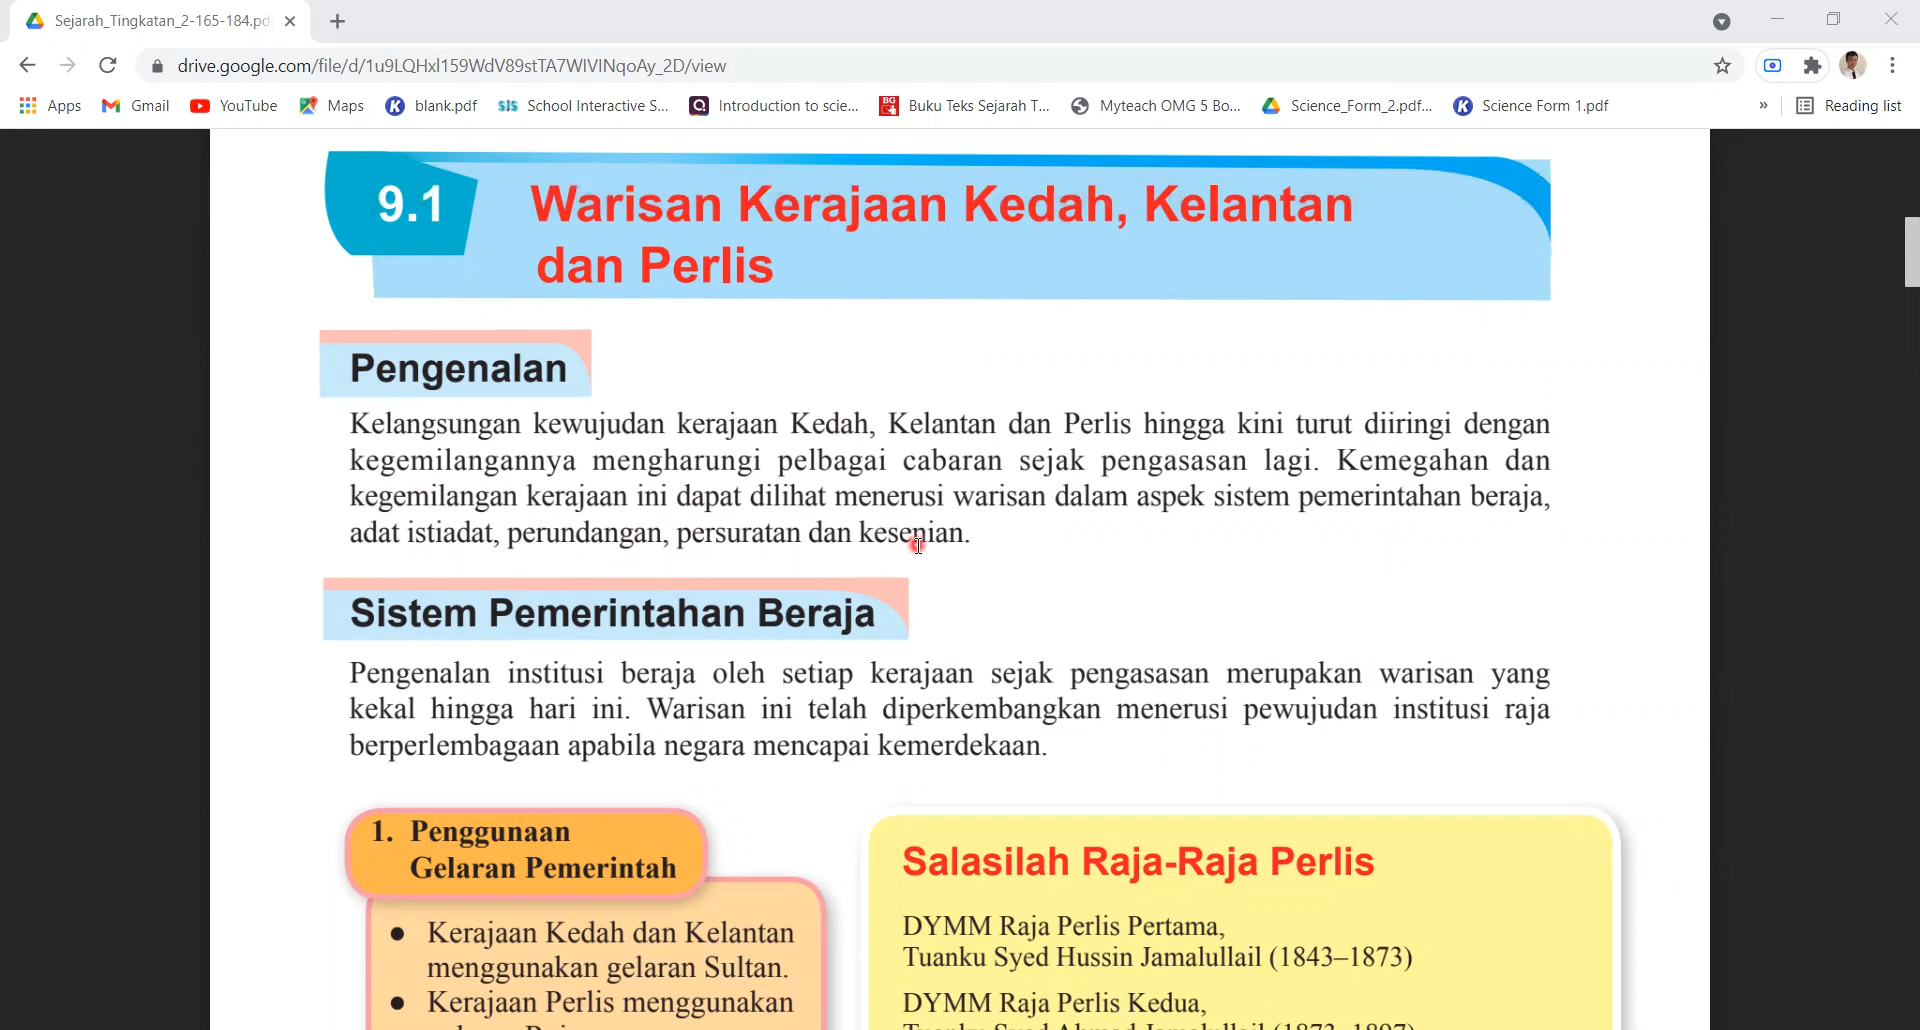 Sejarah_Tingkatan_2-165-184.pd
drive.google.com/file/d/1u9LQHxl159WdV89stTA7WlVINqoAy_2D/view
Apps Gmail YouTube Maps blank.pdf School Interactive S... Introduction to scie... Buku Teks Sejarah T... Myteach OMG 5 Bo... Science_Form_2.pdf... Science Form 1.pdf » Reading list
9.1 Warisan Kerajaan Kedah, Kelantan
dan Perlis
Pengenalan
Kelangsungan kewujudan kerajaan Kedah, Kelantan dan Perlis hingga kini turut diiringi dengan
kegemilangannya mengharungi pelbagai cabaran sejak pengasasan lagi. Kemegahan dan
kegemilangan kerajaan ini dapat dilihat menerusi warisan dalam aspek sistem pemerintahan beraja,
adat istiadat, perundangan, persuratan dan kesenian.
Sistem Pemerintahan Beraja
Pengenalan institusi beraja oleh setiap kerajaan sejak pengasasan merupakan warisan yang
kekal hingga hari ini. Warisan ini telah diperkembangkan menerusi pewujudan institusi raja
berperlembagaan apabila negara mencapai kemerdekaan.
1. Penggunaan
Gelaran Pemerintah
• Kerajaan Kedah dan Kelantan
menggunakan gelaran Sultan.
• Kerajaan Perlis menggunakan
Salasilah Raja-Raja Perlis
DYMM Raja Perlis Pertama,
Tuanku Syed Hussin Jamalullail (1843–1873)
DYMM Raja Perlis Kedua,
Tuanku Syed Ahmad Jamalullail (1873–1897)